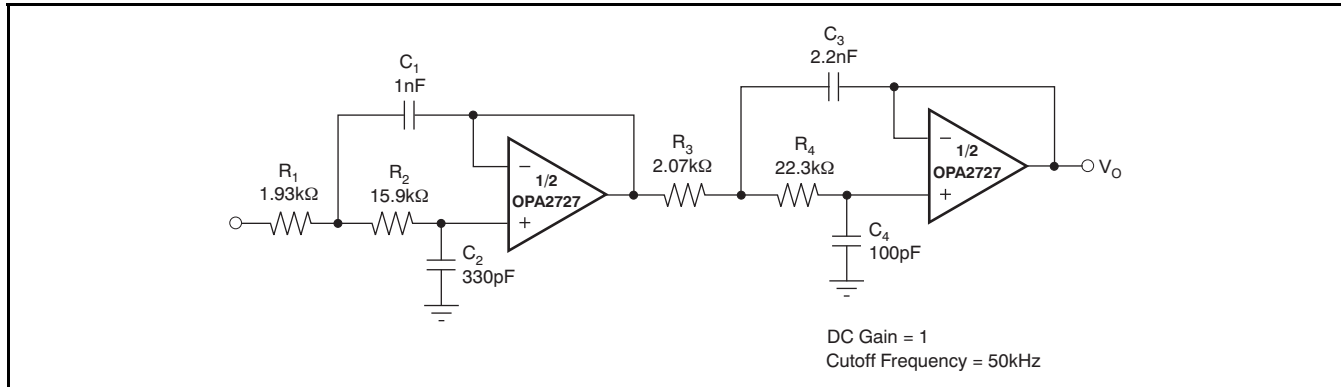 C₁
1nF
R₁
1.93kΩ
R₂
15.9kΩ
C₂
330pF
−
+
1/2
OPA2727
R₃
2.07kΩ
C₃
2.2nF
R₄
22.3kΩ
C₄
100pF
−
+
1/2
OPA2727
V₀
DC Gain = 1
Cutoff Frequency = 50kHz